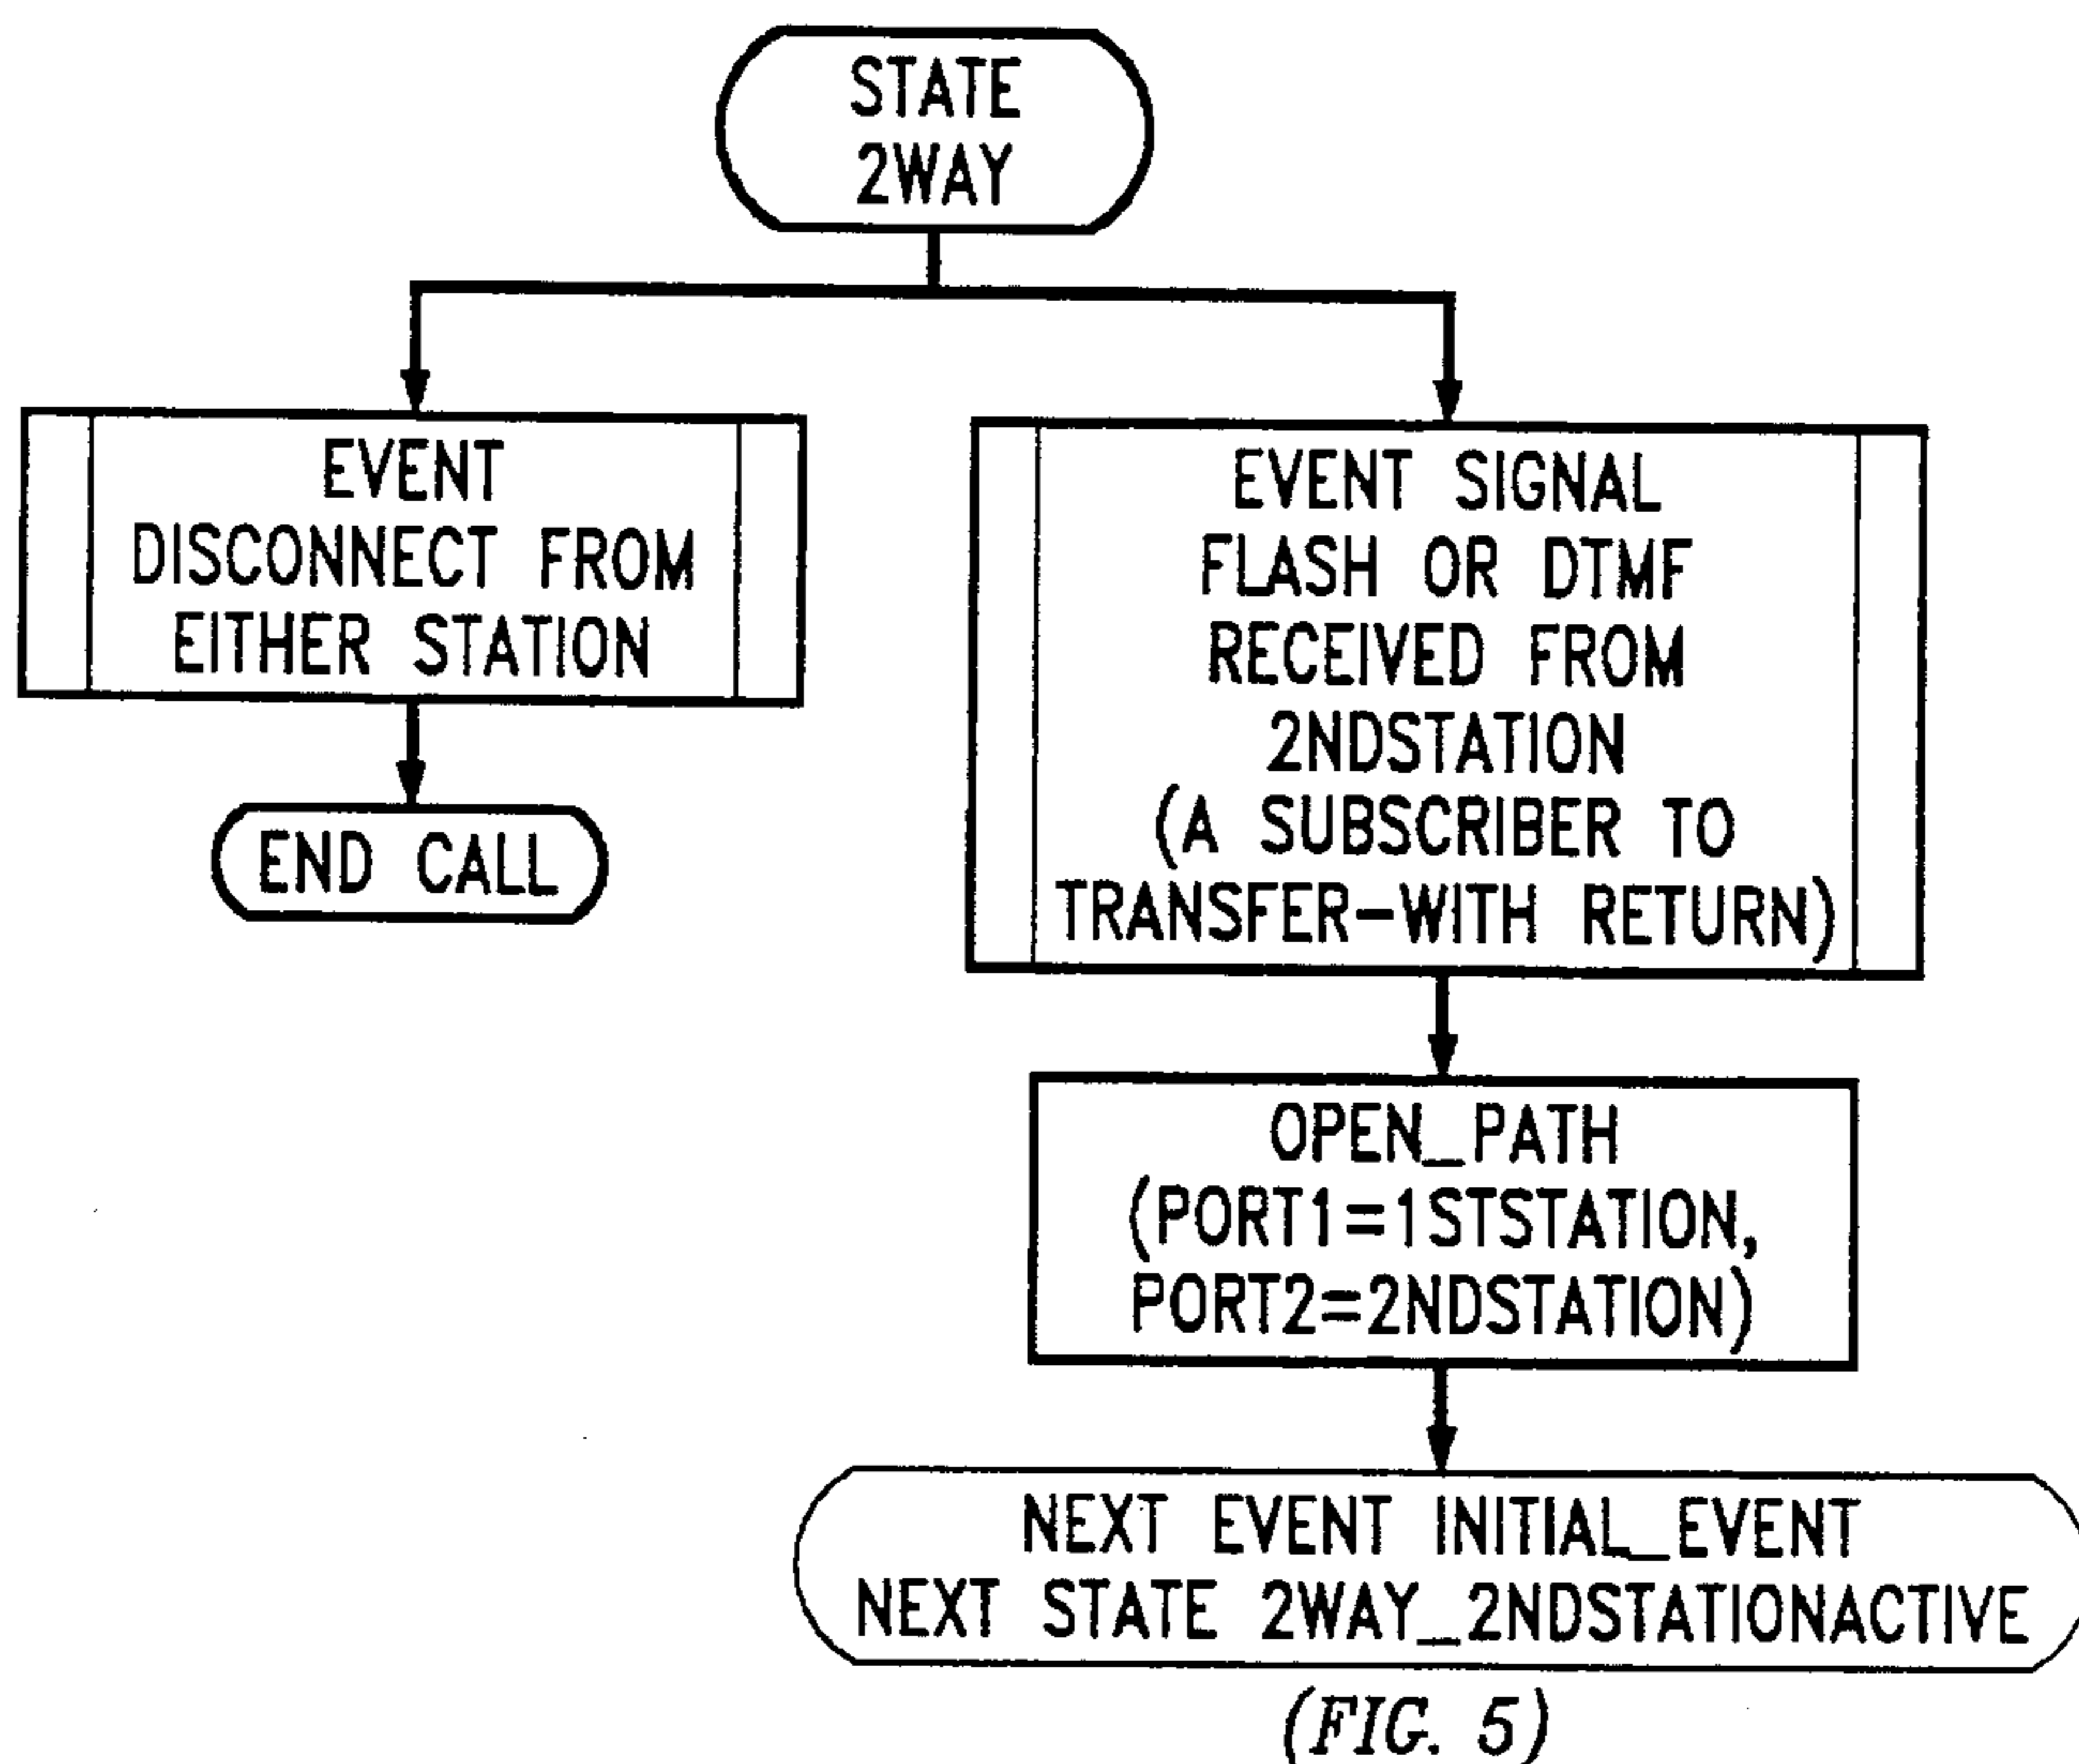 STATE
2WAY
EVENT
DISCONNECT FROM
EITHER STATION
END CALL
EVENT SIGNAL
FLASH OR DTMF
RECEIVED FROM
2NDSTATION
(A SUBSCRIBER TO
TRANSFER-WITH RETURN)
OPEN_PATH
(PORT1=1STSTATION,
PORT2=2NDSTATION)
NEXT EVENT INITIAL_EVENT
NEXT STATE 2WAY_2NDSTATIONACTIVE
(FIG. 5)